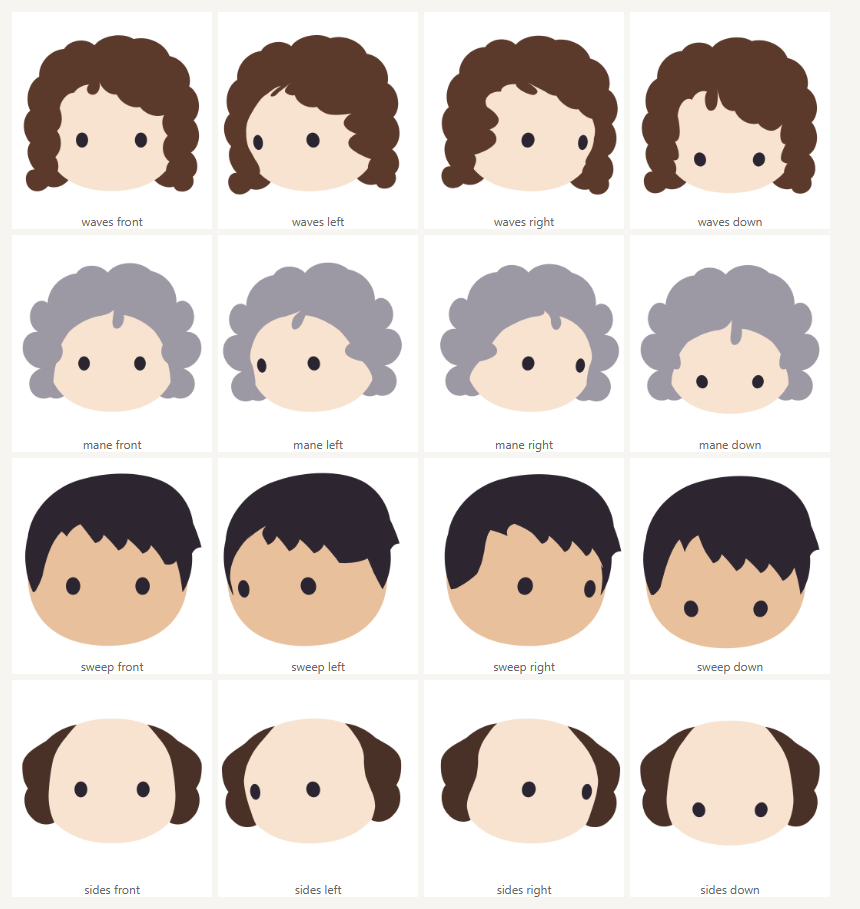 waves front
waves left
waves right
waves down
mane front
mane left
mane right
mane down
sweep front
sweep left
sweep right
sweep down
sides front
sides left
sides right
sides down